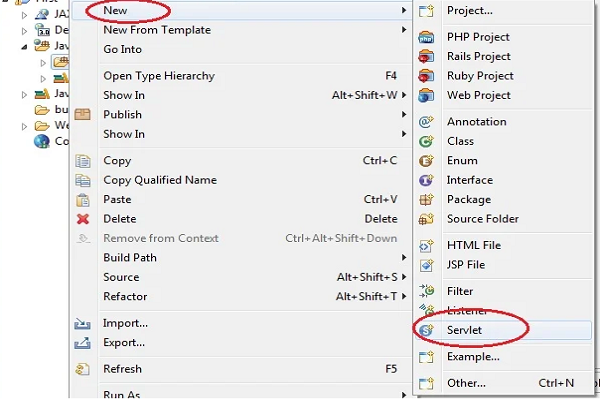 First
JA
New
Project...
De
New From Template
Jav
Go Into
PHP Project
Rails Project
Open Type Hierarchy F4
Ruby Project
Jav
Show In Alt+Shift+W
Web Project
bu
Publish
We
Show In
Annotation
Co
Class
Copy Ctrl+C
Enum
Copy Qualified Name
Interface
Paste Ctrl+V
Package
Delete Delete
Source Folder
Remove from Context Ctrl+Alt+Shift+Down
HTML File
Build Path
JSP File
Source Alt+Shift+S
Filter
Refactor Alt+Shift+T
Listener
Import...
Servlet
Export...
Example...
Refresh F5
Other... Ctrl+N
Run As